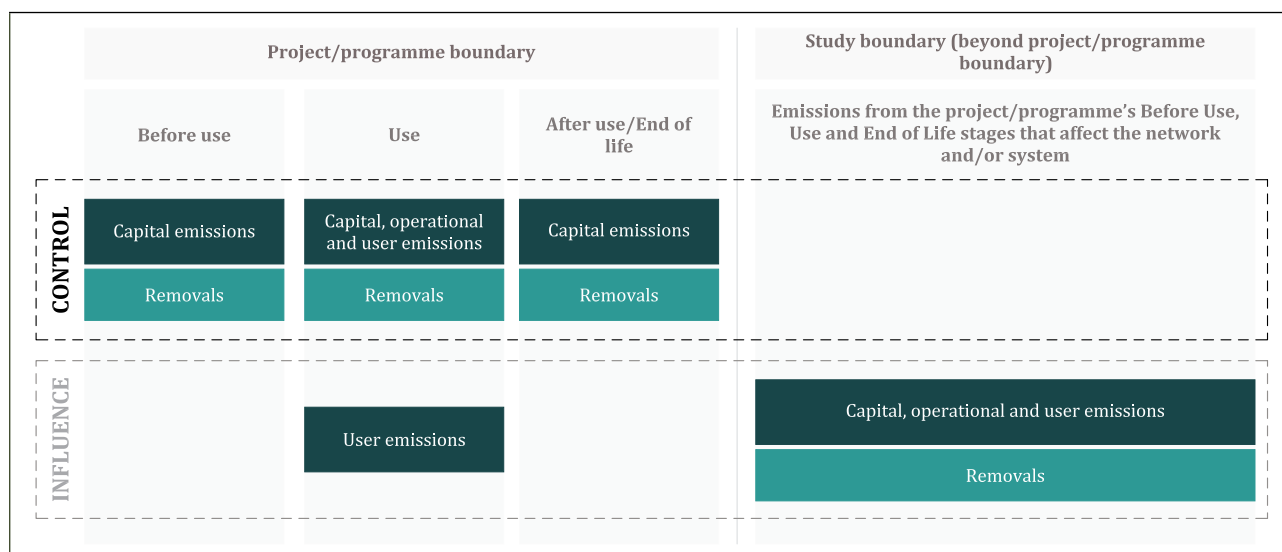 Project/programme boundary
Study boundary (beyond project/programme
boundary)
Before use
Use
After use/End of
life
Emissions from the project/programme’s Before Use,
Use and End of Life stages that affect the network
and/or system
CONTROL
Capital emissions
Capital, operational
and user emissions
Capital emissions
Removals
Removals
Removals
INFLUENCE
User emissions
Capital, operational and user emissions
Removals